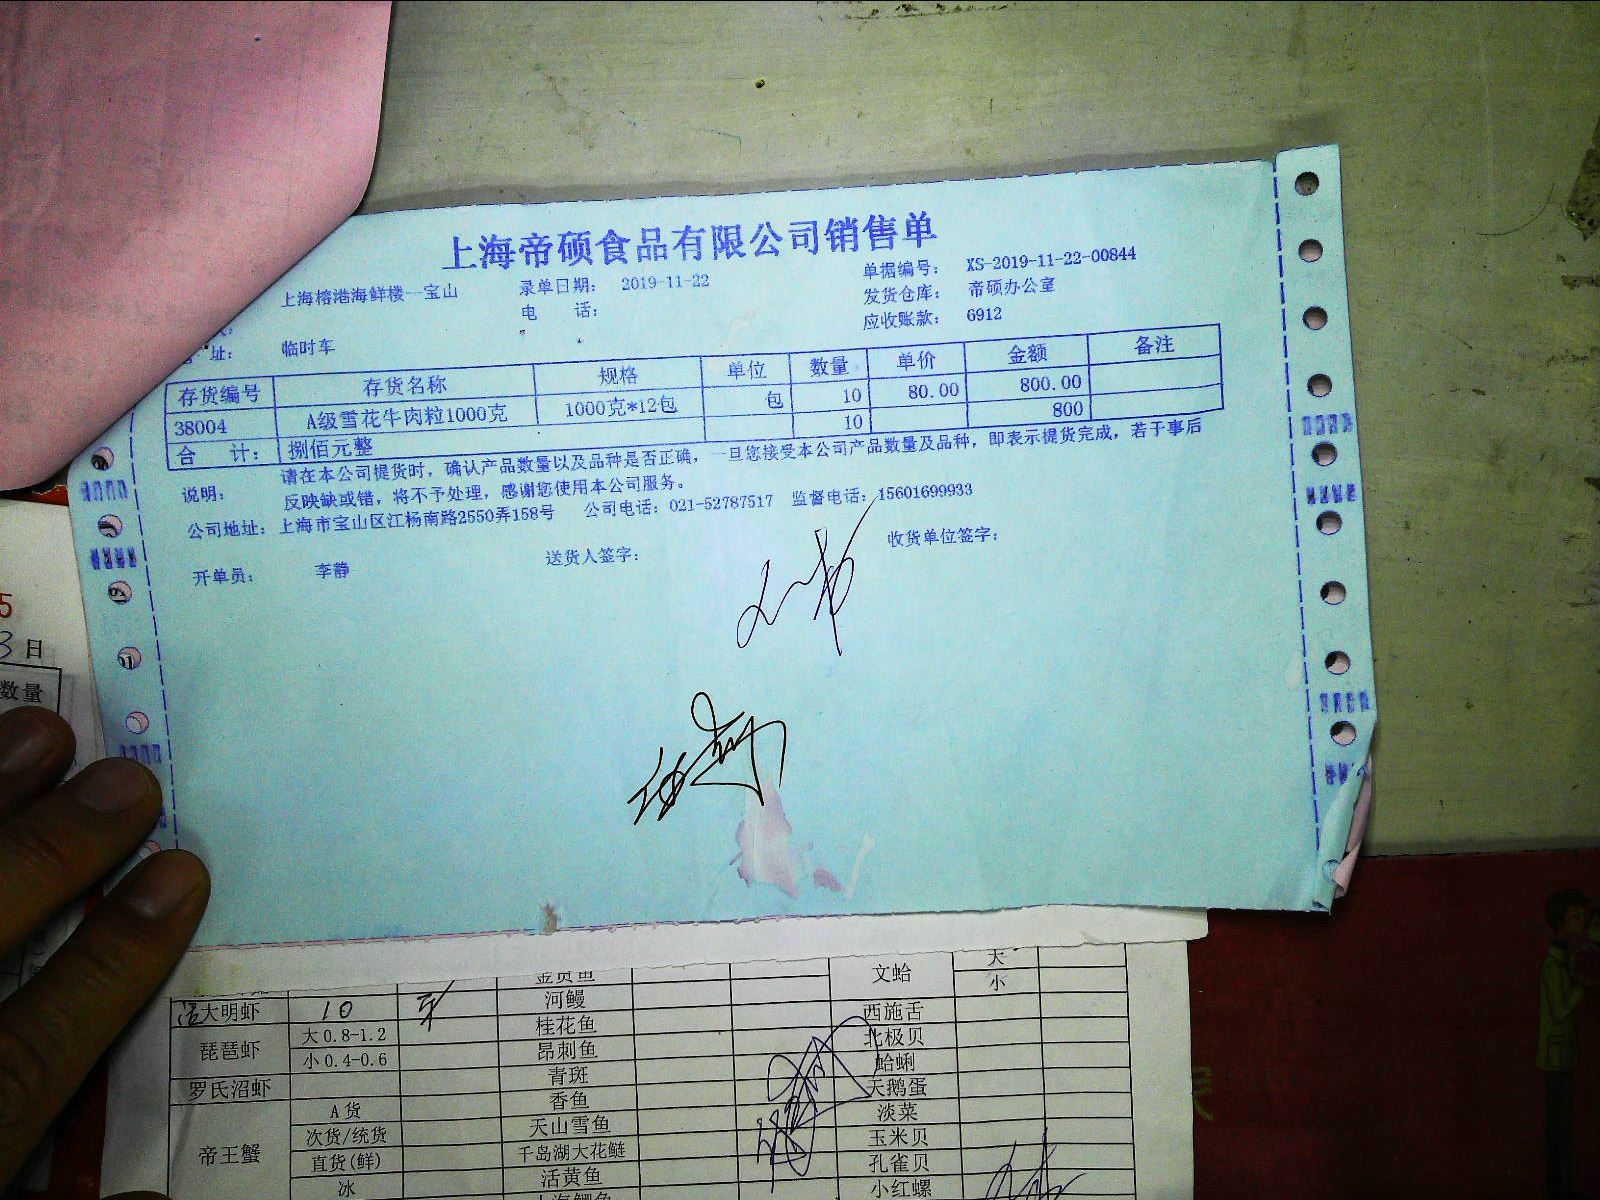 上海帝硕食品有限公司销售单
上海榕港海鲜楼--宝山 录单日期： 2019-11-22 单据编号： XS-2019-11-22-00844
电 话： 发货仓库： 帝硕办公室
址： 临时车 应收账款： 6912
存货编号 存货名称 规格 单位 数量 单价 金额 备注
38004 A级雪花牛肉粒1000克 1000克*12包 包 10 80.00 800.00
合 计： 捌佰元整 10 800
说明： 请在本公司提货时，确认产品数量以及品种是否正确，一旦您接受本公司产品数量及品种，即表示提货完成，若于事后
反映缺或错，将不予处理，感谢您使用本公司服务。
公司地址： 上海市宝山区江杨南路2550弄158号 公司电话：021-52787517 监督电话：15601699933
开单员： 李静 送货人签字： 收货单位签字：
5
3日
数量
金贡鱼 文蛤 大
小
大明虾 10 河鳗 西施舌
琵琶虾 大0.8-1.2 桂花鱼 北极贝
小0.4-0.6 昂刺鱼 蛤蜊
罗氏沼虾 青斑 天鹅蛋
帝王蟹 A货 香鱼 淡菜
次货/统货 天山雪鱼 玉米贝
直货(鲜) 千岛湖大花鲢 孔雀贝
冰 活黄鱼 小红螺